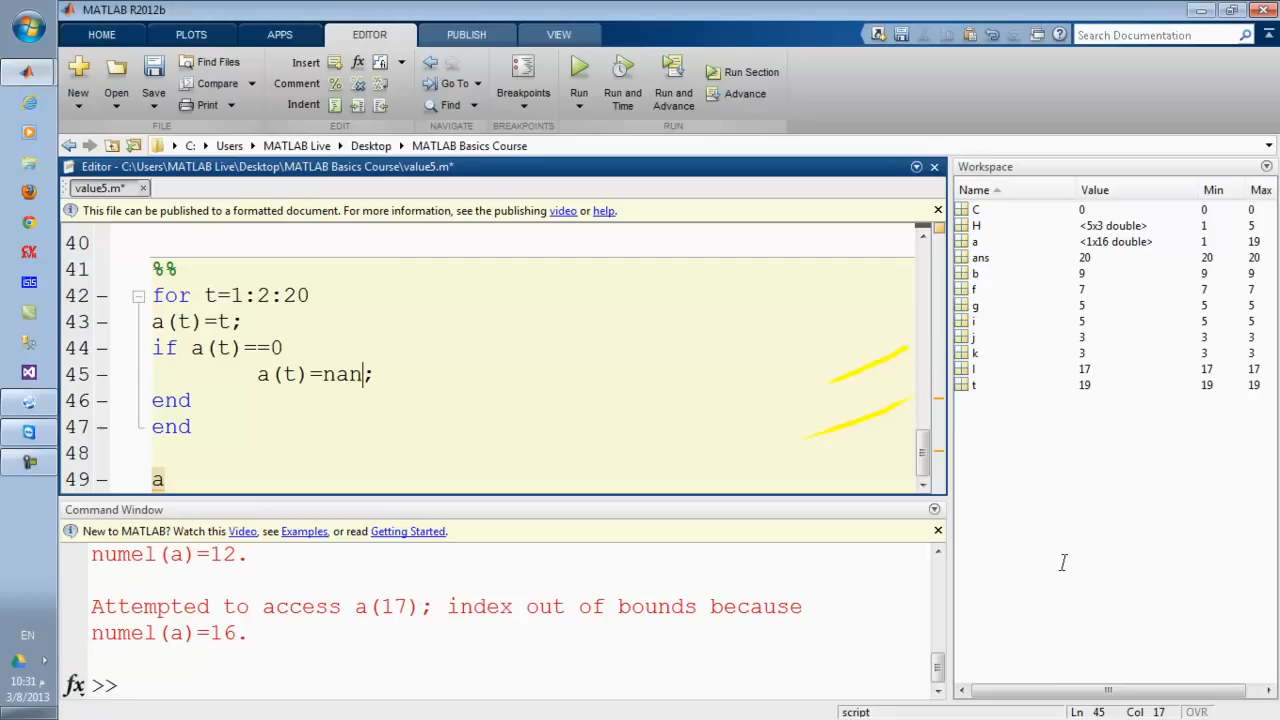 MATLAB R2012b
HOME PLOTS APPS EDITOR PUBLISH VIEW Search Documentation
New Open Save Find Files Compare Print FILE
Insert Comment Indent EDIT
Go To Find NAVIGATE
Breakpoints BREAKPOINTS
Run Run and Time Run and Advance Run Section Advance RUN
C: Users MATLAB Live Desktop MATLAB Basics Course
Editor - C:\Users\MATLAB Live\Desktop\MATLAB Basics Course\value5.m*
value5.m*
This file can be published to a formatted document. For more information, see the publishing video or help.
40
41 %%
42 – for t=1:2:20
43 – a(t)=t;
44 – if a(t)==0
45 – a(t)=nan;
46 – end
47 – end
48
49 – a
Command Window
New to MATLAB? Watch this Video, see Examples, or read Getting Started.
numel(a)=12.
Attempted to access a(17); index out of bounds because
numel(a)=16.
fx >>
Workspace
Name Value Min Max
C 0 0 0
H <5x3 double> 1 5
a <1x16 double> 1 19
ans 20 20 20
b 9 9 9
f 7 7 7
g 5 5 5
i 5 5 5
j 3 3 3
k 3 3 3
l 17 17 17
t 19 19 19
script Ln 45 Col 17 OVR
EN
10:31 م
3/8/2013